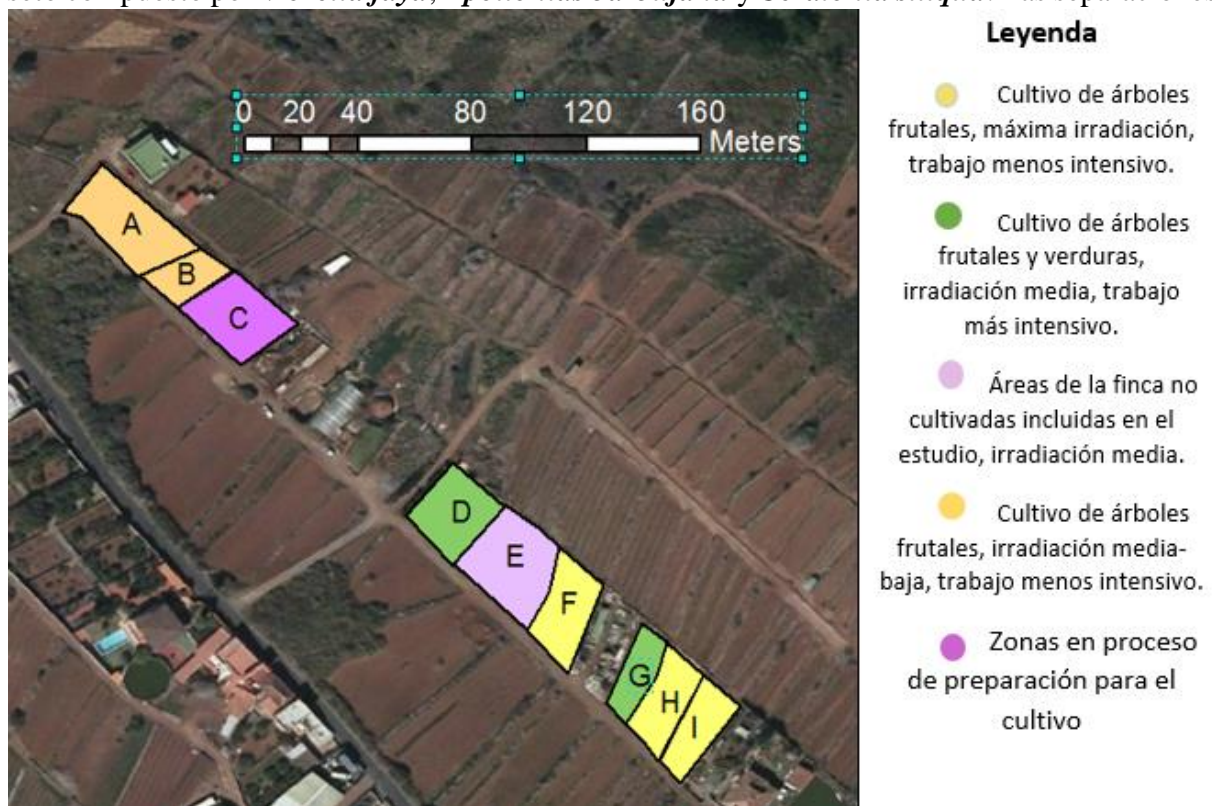 0 20 40 80 120 160
Meters
A
B
C
D
E
F
G
H
I
Leyenda
Cultivo de árboles
frutales, máxima irradiación,
trabajo menos intensivo.
Cultivo de árboles
frutales y verduras,
irradiación media, trabajo
más intensivo.
Áreas de la finca no
cultivadas incluidas en el
estudio, irradiación media.
Cultivo de árboles
frutales, irradiación media-
baja, trabajo menos intensivo.
Zonas en proceso
de preparación para el
cultivo